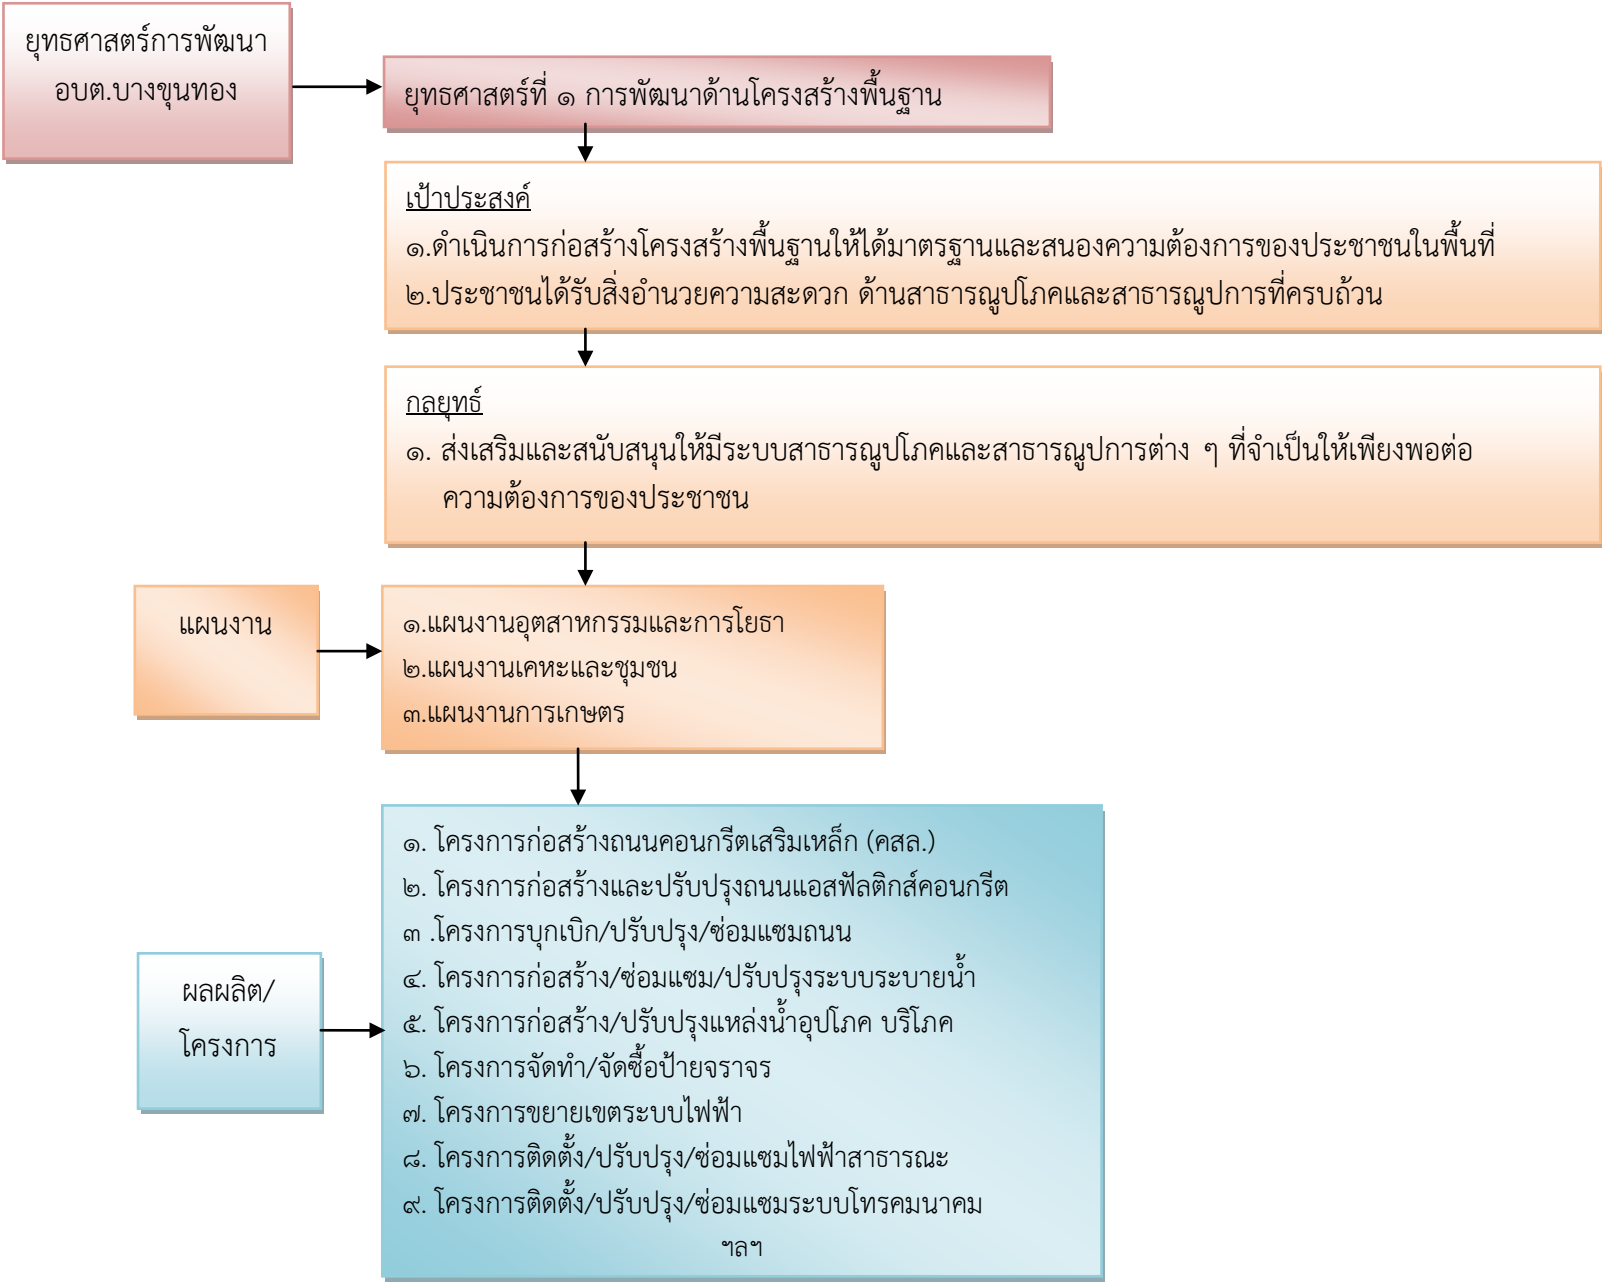 ยุทธศาสตร์การพัฒนา
อบต.บางขุนทอง
ยุทธศาสตร์ที่ ๑ การพัฒนาด้านโครงสร้างพื้นฐาน
เป้าประสงค์
๑.ดำเนินการก่อสร้างโครงสร้างพื้นฐานให้ได้มาตรฐานและสนองความต้องการของประชาชนในพื้นที่
๒.ประชาชนได้รับสิ่งอำนวยความสะดวก ด้านสาธารณูปโภคและสาธารณูปการที่ครบถ้วน
กลยุทธ์
๑. ส่งเสริมและสนับสนุนให้มีระบบสาธารณูปโภคและสาธารณูปการต่าง ๆ ที่จำเป็นให้เพียงพอต่อ
ความต้องการของประชาชน
แผนงาน
๑.แผนงานอุตสาหกรรมและการโยธา
๒.แผนงานเคหะและชุมชน
๓.แผนงานการเกษตร
ผลผลิต/
โครงการ
๑. โครงการก่อสร้างถนนคอนกรีตเสริมเหล็ก (คสล.)
๒. โครงการก่อสร้างและปรับปรุงถนนแอสฟัลติกส์คอนกรีต
๓ .โครงการบุกเบิก/ปรับปรุง/ซ่อมแซมถนน
๔. โครงการก่อสร้าง/ซ่อมแซม/ปรับปรุงระบบระบายน้ำ
๕. โครงการก่อสร้าง/ปรับปรุงแหล่งน้ำอุปโภค บริโภค
๖. โครงการจัดทำ/จัดซื้อป้ายจราจร
๗. โครงการขยายเขตระบบไฟฟ้า
๘. โครงการติดตั้ง/ปรับปรุง/ซ่อมแซมไฟฟ้าสาธารณะ
๙. โครงการติดตั้ง/ปรับปรุง/ซ่อมแซมระบบโทรคมนาคม
ฯลฯ